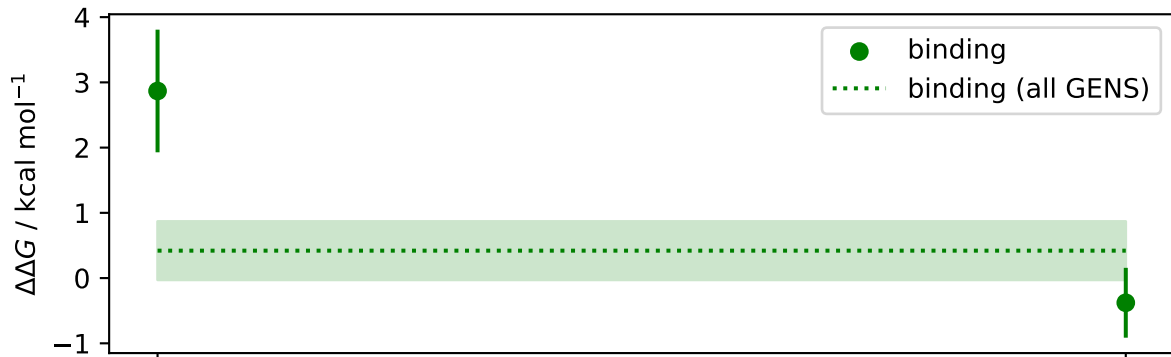 4
3
2
1
0
−1
ΔΔG / kcal mol⁻¹
binding
binding (all GENS)